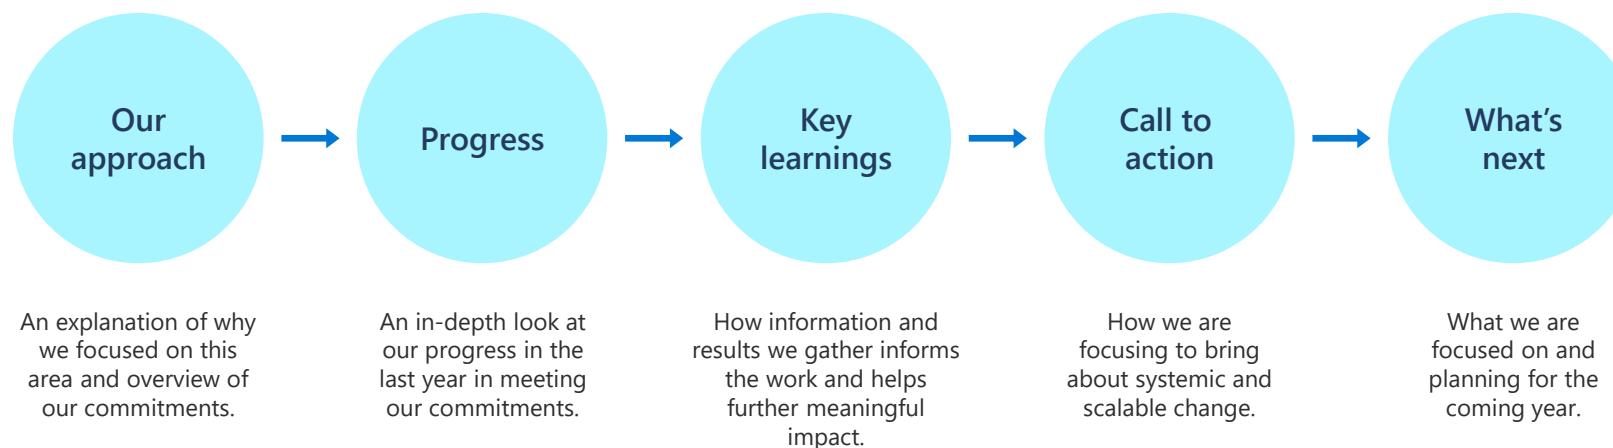 Our
approach
Progress
Key
learnings
Call to
action
What's
next
An explanation of why
we focused on this
area and overview of
our commitments.
An in-depth look at
our progress in the
last year in meeting
our commitments.
How information and
results we gather informs
the work and helps
further meaningful
impact.
How we are
focusing to bring
about systemic and
scalable change.
What we are
focused on and
planning for the
coming year.